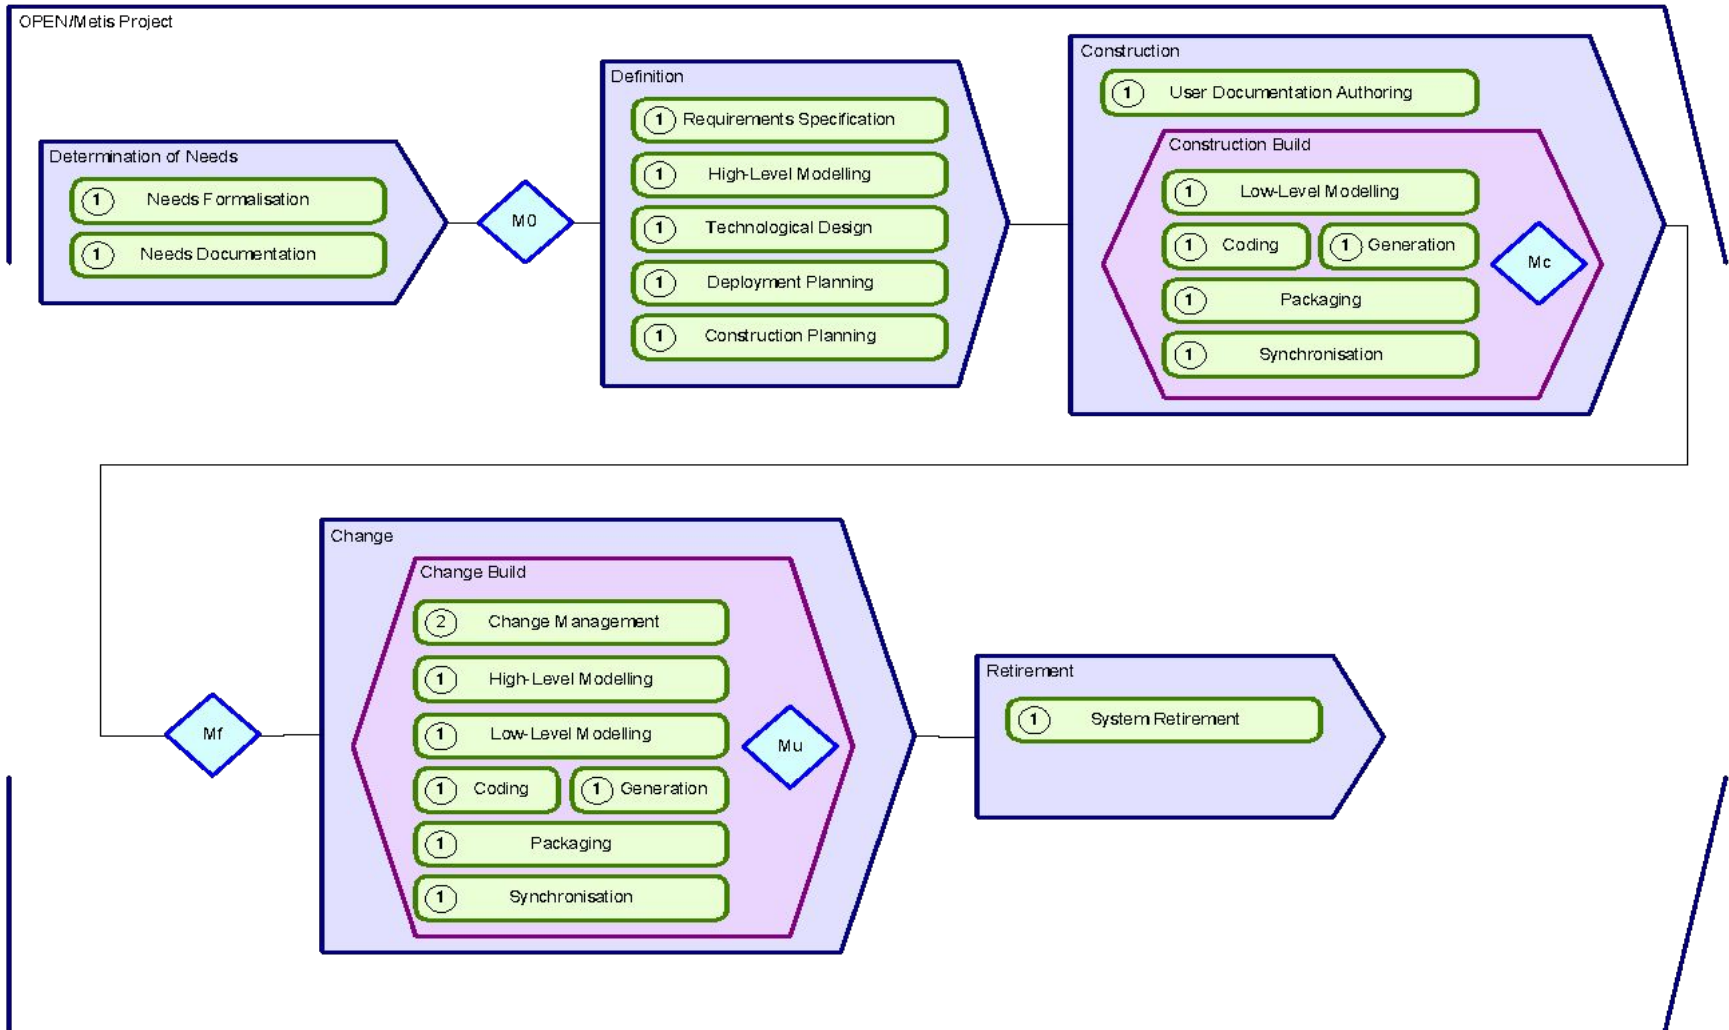 OPEN/Metis Project
Determination of Needs
1 Needs Formalisation
1 Needs Documentation
M0
Definition
1 Requirements Specification
1 High-Level Modelling
1 Technological Design
1 Deployment Planning
1 Construction Planning
Construction
1 User Documentation Authoring
Construction Build
1 Low-Level Modelling
1 Coding
1 Generation
1 Packaging
1 Synchronisation
Mc
Mf
Change
Change Build
2 Change Management
1 High-Level Modelling
1 Low-Level Modelling
1 Coding
1 Generation
1 Packaging
1 Synchronisation
Mu
Retirement
1 System Retirement